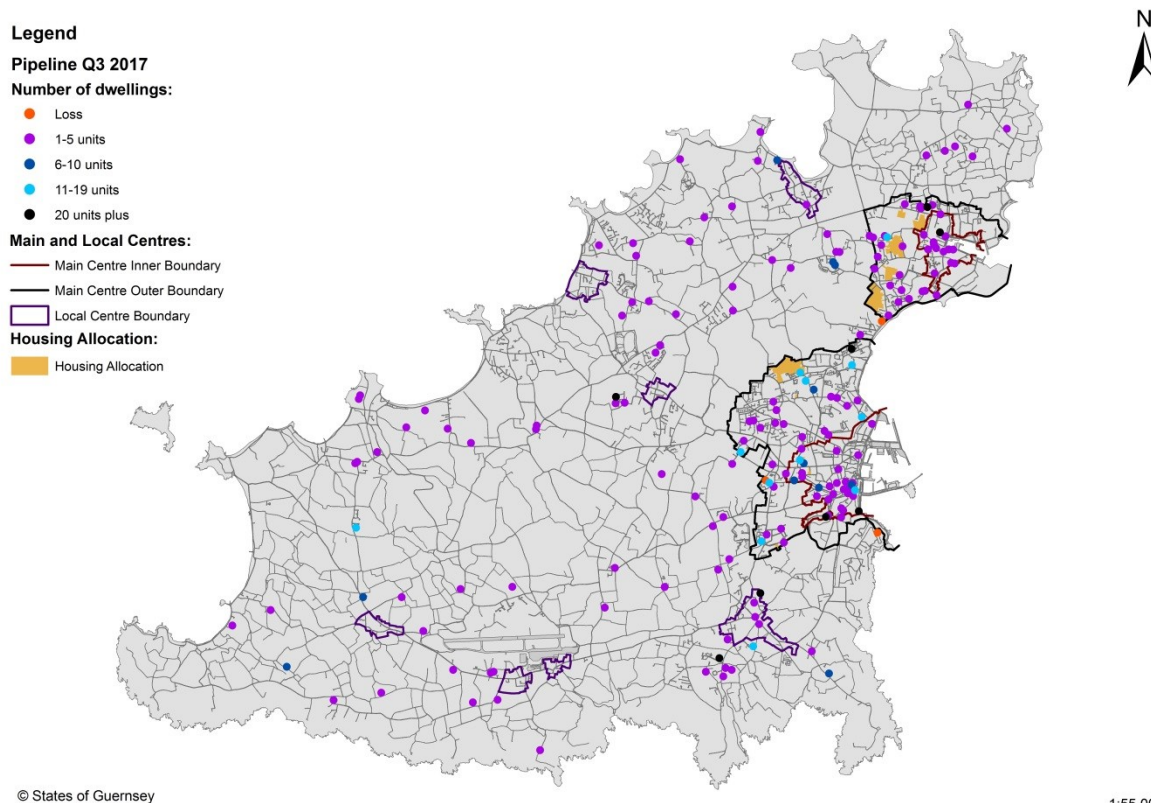 Legend
Pipeline Q3 2017
Number of dwellings:
Loss
1-5 units
6-10 units
11-19 units
20 units plus
Main and Local Centres:
Main Centre Inner Boundary
Main Centre Outer Boundary
Local Centre Boundary
Housing Allocation:
Housing Allocation
N
© States of Guernsey